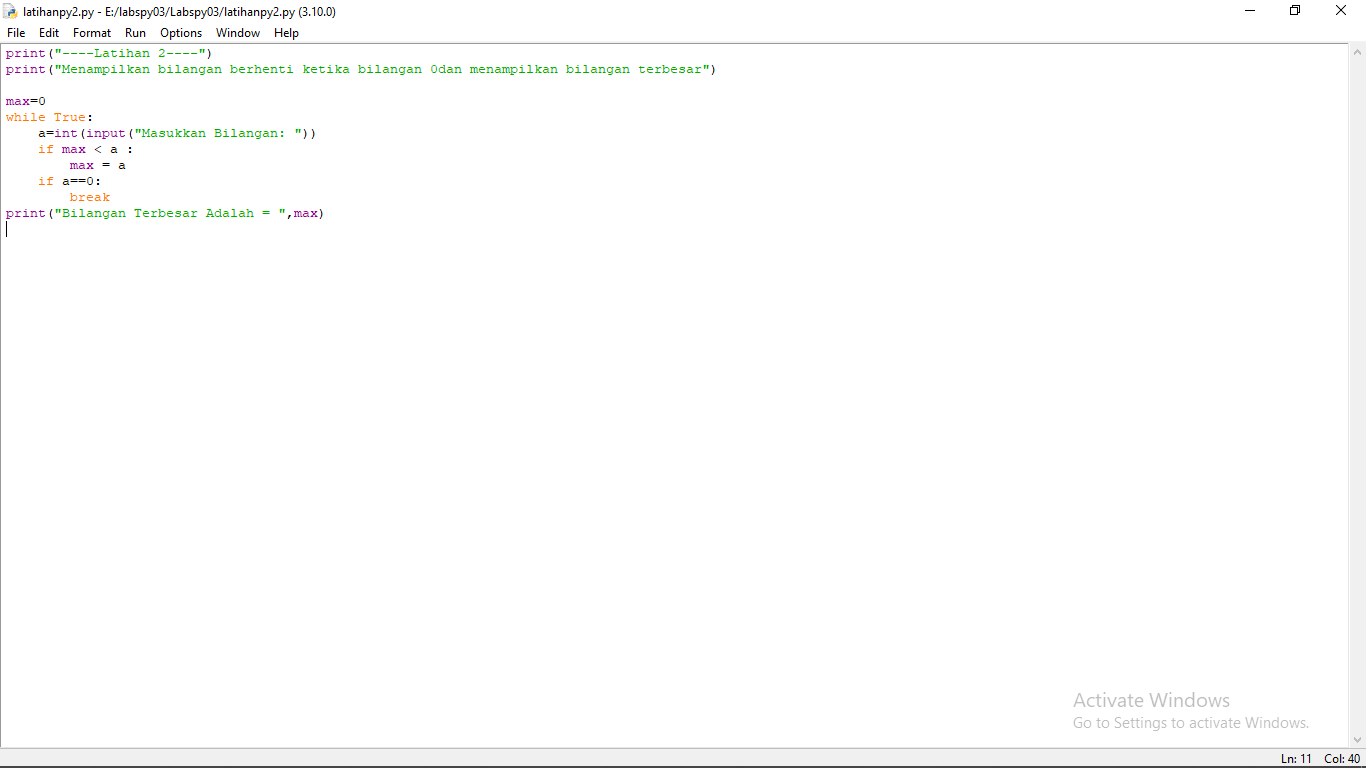 latihanpy2.py - E:/labspy03/Labspy03/latihanpy2.py (3.10.0)
File Edit Format Run Options Window Help
print("----Latihan 2----")
print("Menampilkan bilangan berhenti ketika bilangan 0dan menampilkan bilangan terbesar")

max=0
while True:
    a=int(input("Masukkan Bilangan: "))
    if max < a :
        max = a
    if a==0:
        break
print("Bilangan Terbesar Adalah = ",max)
Activate Windows
Go to Settings to activate Windows.
Ln: 11 Col: 40